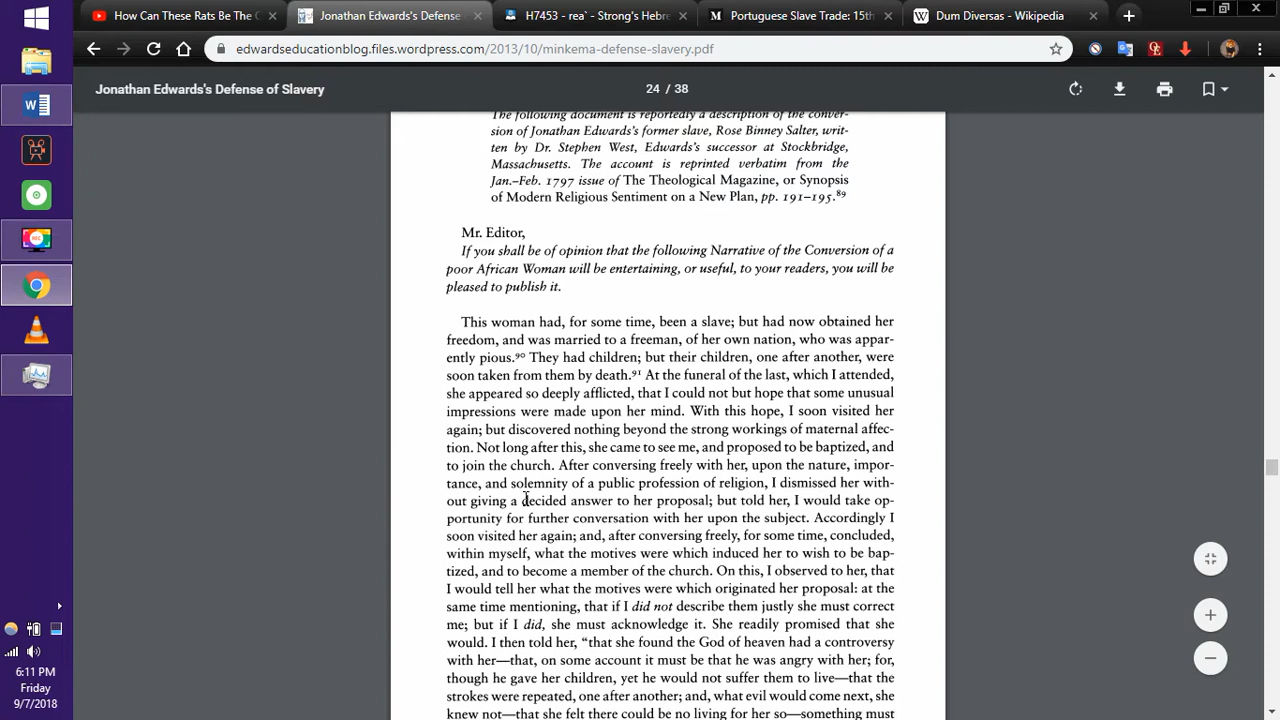 How Can These Rats Be The C
Jonathan Edwards's Defense
H7453 - rea` - Strong's Hebre
Portuguese Slave Trade: 15th
Dum Diversas - Wikipedia
edwardseducationblog.files.wordpress.com/2013/10/minkema-defense-slavery.pdf
Jonathan Edwards's Defense of Slavery
24 / 38
The following document is reportedly a description of the conver-
sion of Jonathan Edwards's former slave, Rose Binney Salter, writ-
ten by Dr. Stephen West, Edwards's successor at Stockbridge,
Massachusetts. The account is reprinted verbatim from the
Jan.–Feb. 1797 issue of The Theological Magazine, or Synopsis
of Modern Religious Sentiment on a New Plan, pp. 191–195.⁸⁹
Mr. Editor,
If you shall be of opinion that the following Narrative of the Conversion of a
poor African Woman will be entertaining, or useful, to your readers, you will be
pleased to publish it.
This woman had, for some time, been a slave; but had now obtained her
freedom, and was married to a freeman, of her own nation, who was appar-
ently pious.⁹⁰ They had children; but their children, one after another, were
soon taken from them by death.⁹¹ At the funeral of the last, which I attended,
she appeared so deeply afflicted, that I could not but hope that some unusual
impressions were made upon her mind. With this hope, I soon visited her
again; but discovered nothing beyond the strong workings of maternal affec-
tion. Not long after this, she came to see me, and proposed to be baptized, and
to join the church. After conversing freely with her, upon the nature, impor-
tance, and solemnity of a public profession of religion, I dismissed her with-
out giving a decided answer to her proposal; but told her, I would take op-
portunity for further conversation with her upon the subject. Accordingly I
soon visited her again; and, after conversing freely, for some time, concluded,
within myself, what the motives were which induced her to wish to be bap-
tized, and to become a member of the church. On this, I observed to her, that
I would tell her what the motives were which originated her proposal: at the
same time mentioning, that if I did not describe them justly she must correct
me; but if I did, she must acknowledge it. She readily promised that she
would. I then told her, “that she found the God of heaven had a controversy
with her—that, on some account it must be that he was angry with her; for,
though he gave her children, yet he would not suffer them to live—that the
strokes were repeated, one after another; and, what evil would come next, she
knew not—that she felt there could be no living for her so—something must
6:11 PM
Friday
9/7/2018